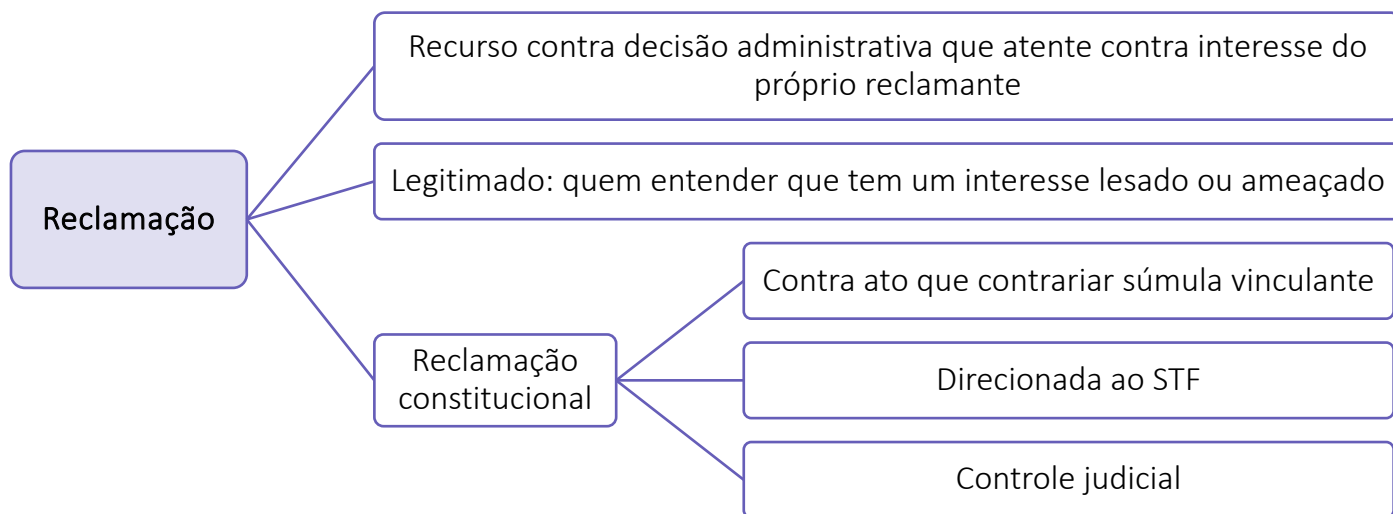 Recurso contra decisão administrativa que atente contra interesse do
próprio reclamante
Reclamação
Legitimado: quem entender que tem um interesse lesado ou ameaçado
Reclamação
constitucional
Contra ato que contrariar súmula vinculante
Direcionada ao STF
Controle judicial